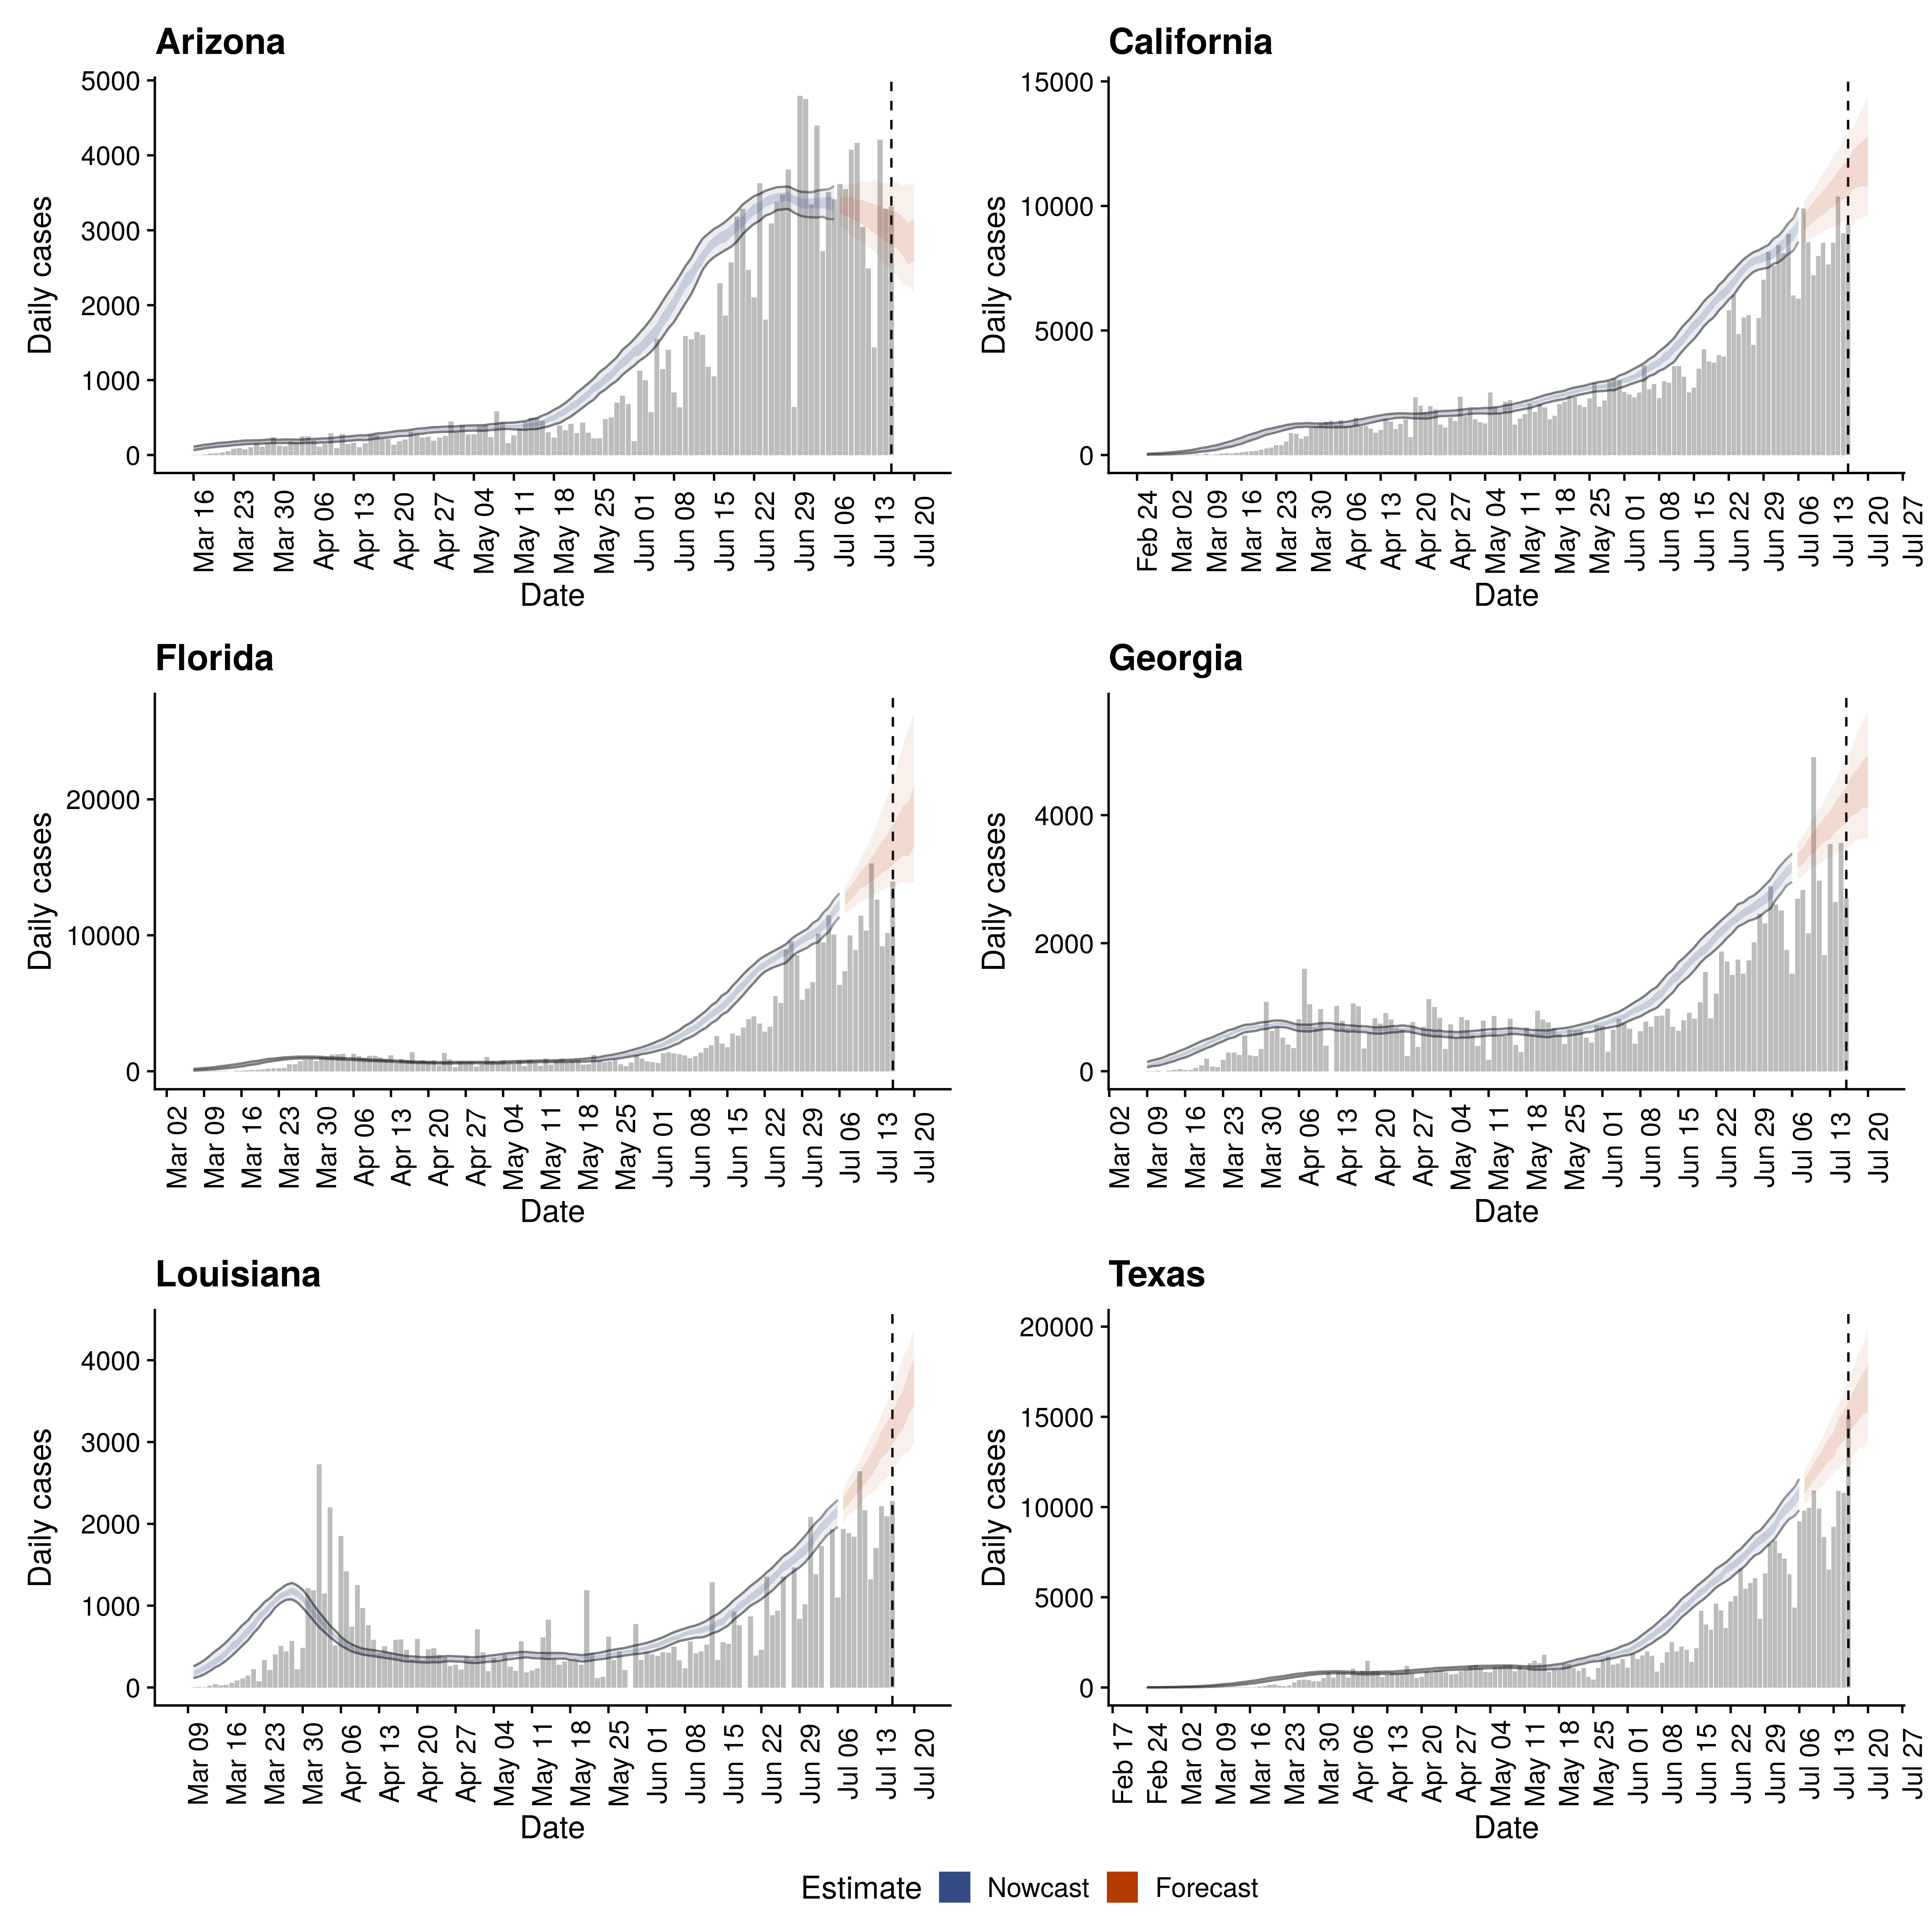 Arizona
Daily cases
5000
4000
3000
2000
1000
0
Mar 16
Mar 23
Mar 30
Apr 06
Apr 13
Apr 20
Apr 27
May 04
May 11
May 18
May 25
Jun 01
Jun 08
Jun 15
Jun 22
Jun 29
Jul 06
Jul 13
Jul 20
Date
California
Daily cases
15000
10000
5000
0
Feb 24
Mar 02
Mar 09
Mar 16
Mar 23
Mar 30
Apr 06
Apr 13
Apr 20
Apr 27
May 04
May 11
May 18
May 25
Jun 01
Jun 08
Jun 15
Jun 22
Jun 29
Jul 06
Jul 13
Jul 20
Jul 27
Date
Florida
Daily cases
20000
10000
0
Mar 02
Mar 09
Mar 16
Mar 23
Mar 30
Apr 06
Apr 13
Apr 20
Apr 27
May 04
May 11
May 18
May 25
Jun 01
Jun 08
Jun 15
Jun 22
Jun 29
Jul 06
Jul 13
Jul 20
Date
Georgia
Daily cases
4000
2000
0
Mar 02
Mar 09
Mar 16
Mar 23
Mar 30
Apr 06
Apr 13
Apr 20
Apr 27
May 04
May 11
May 18
May 25
Jun 01
Jun 08
Jun 15
Jun 22
Jun 29
Jul 06
Jul 13
Jul 20
Date
Louisiana
Daily cases
4000
3000
2000
1000
0
Mar 09
Mar 16
Mar 23
Mar 30
Apr 06
Apr 13
Apr 20
Apr 27
May 04
May 11
May 18
May 25
Jun 01
Jun 08
Jun 15
Jun 22
Jun 29
Jul 06
Jul 13
Jul 20
Date
Texas
Daily cases
20000
15000
10000
5000
0
Feb 17
Feb 24
Mar 02
Mar 09
Mar 16
Mar 23
Mar 30
Apr 06
Apr 13
Apr 20
Apr 27
May 04
May 11
May 18
May 25
Jun 01
Jun 08
Jun 15
Jun 22
Jun 29
Jul 06
Jul 13
Jul 20
Jul 27
Date
Estimate Nowcast Forecast